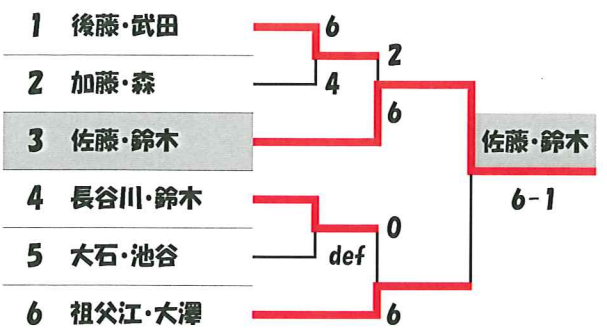 1 後藤・武田
6
2
2 加藤・森
4
6
3 佐藤・鈴木
佐藤・鈴木
4 長谷川・鈴木
6-1
0
5 大石・池谷
def
6 祖父江・大澤
6